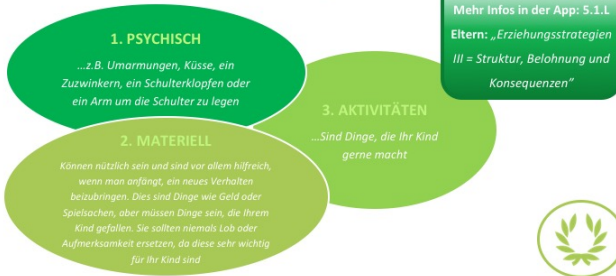 1. PSYCHISCH
...z.B. Umarmungen, Küsse, ein
Zuzwinkern, ein Schulterklopfen oder
ein Arm um die Schulter zu legen
2. MATERIELL
Können nützlich sein und sind vor allem hilfreich,
wenn man anfängt, ein neues Verhalten
beizubringen. Dies sind Dinge wie Geld oder
Spielsachen, aber müssen Dinge sein, die Ihrem
Kind gefallen. Sie sollten niemals Lob oder
Aufmerksamkeit ersetzen, da diese sehr wichtig
für Ihr Kind sind
3. AKTIVITÄTEN
...Sind Dinge, die Ihr Kind
gerne macht
Mehr Infos in der App: 5.1.L
Eltern: „Erziehungsstrategien
III = Struktur, Belohnung und
Konsequenzen”